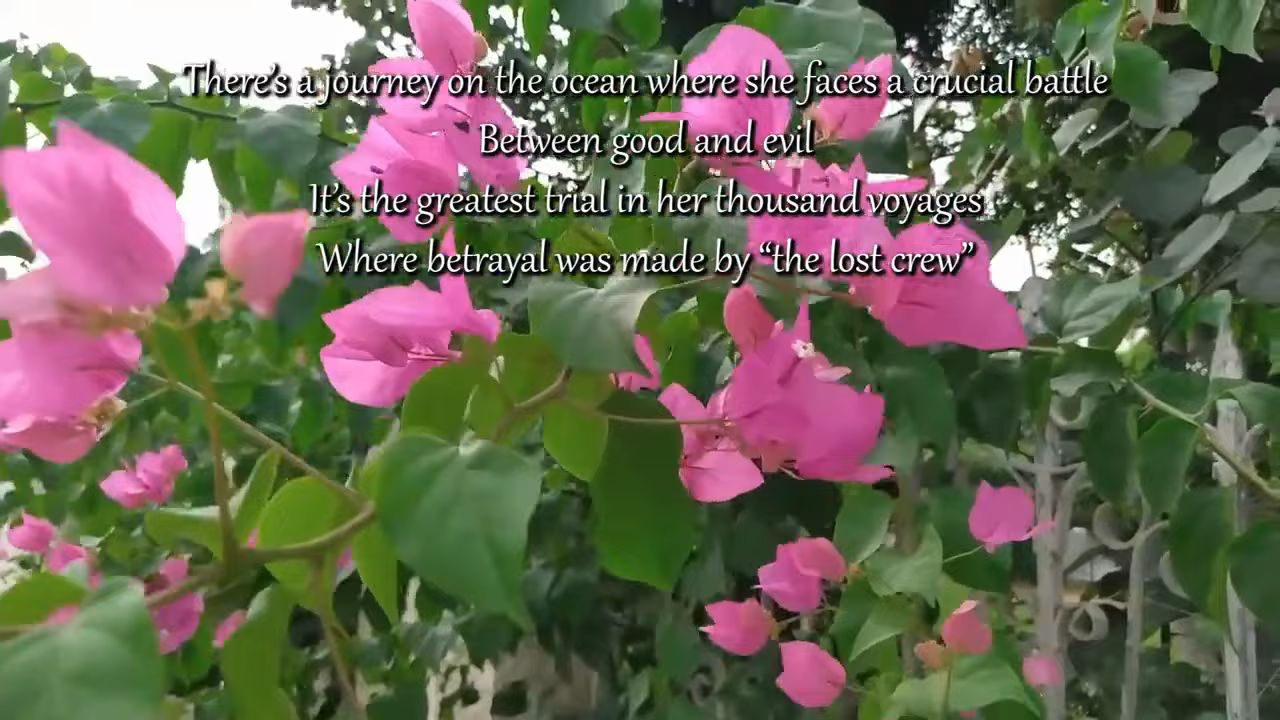 There's a journey on the ocean where she faces a crucial battle
Between good and evil
It's the greatest trial in her thousand voyages
Where betrayal was made by “the lost crew”